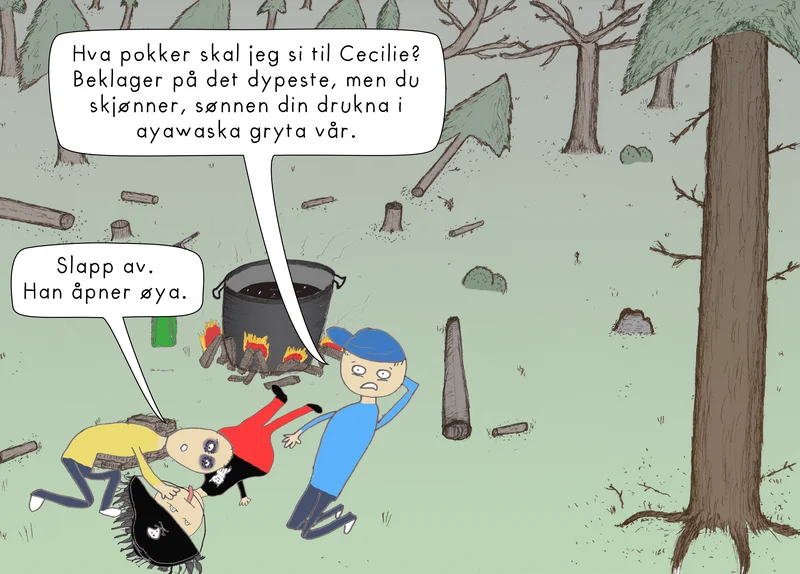 Hva pokker skal jeg si til Cecilie?
Beklager på det dypeste, men du
skjønner, sønnen din drukna i
ayawaska gryta vår.
Slapp av.
Han åpner øya.